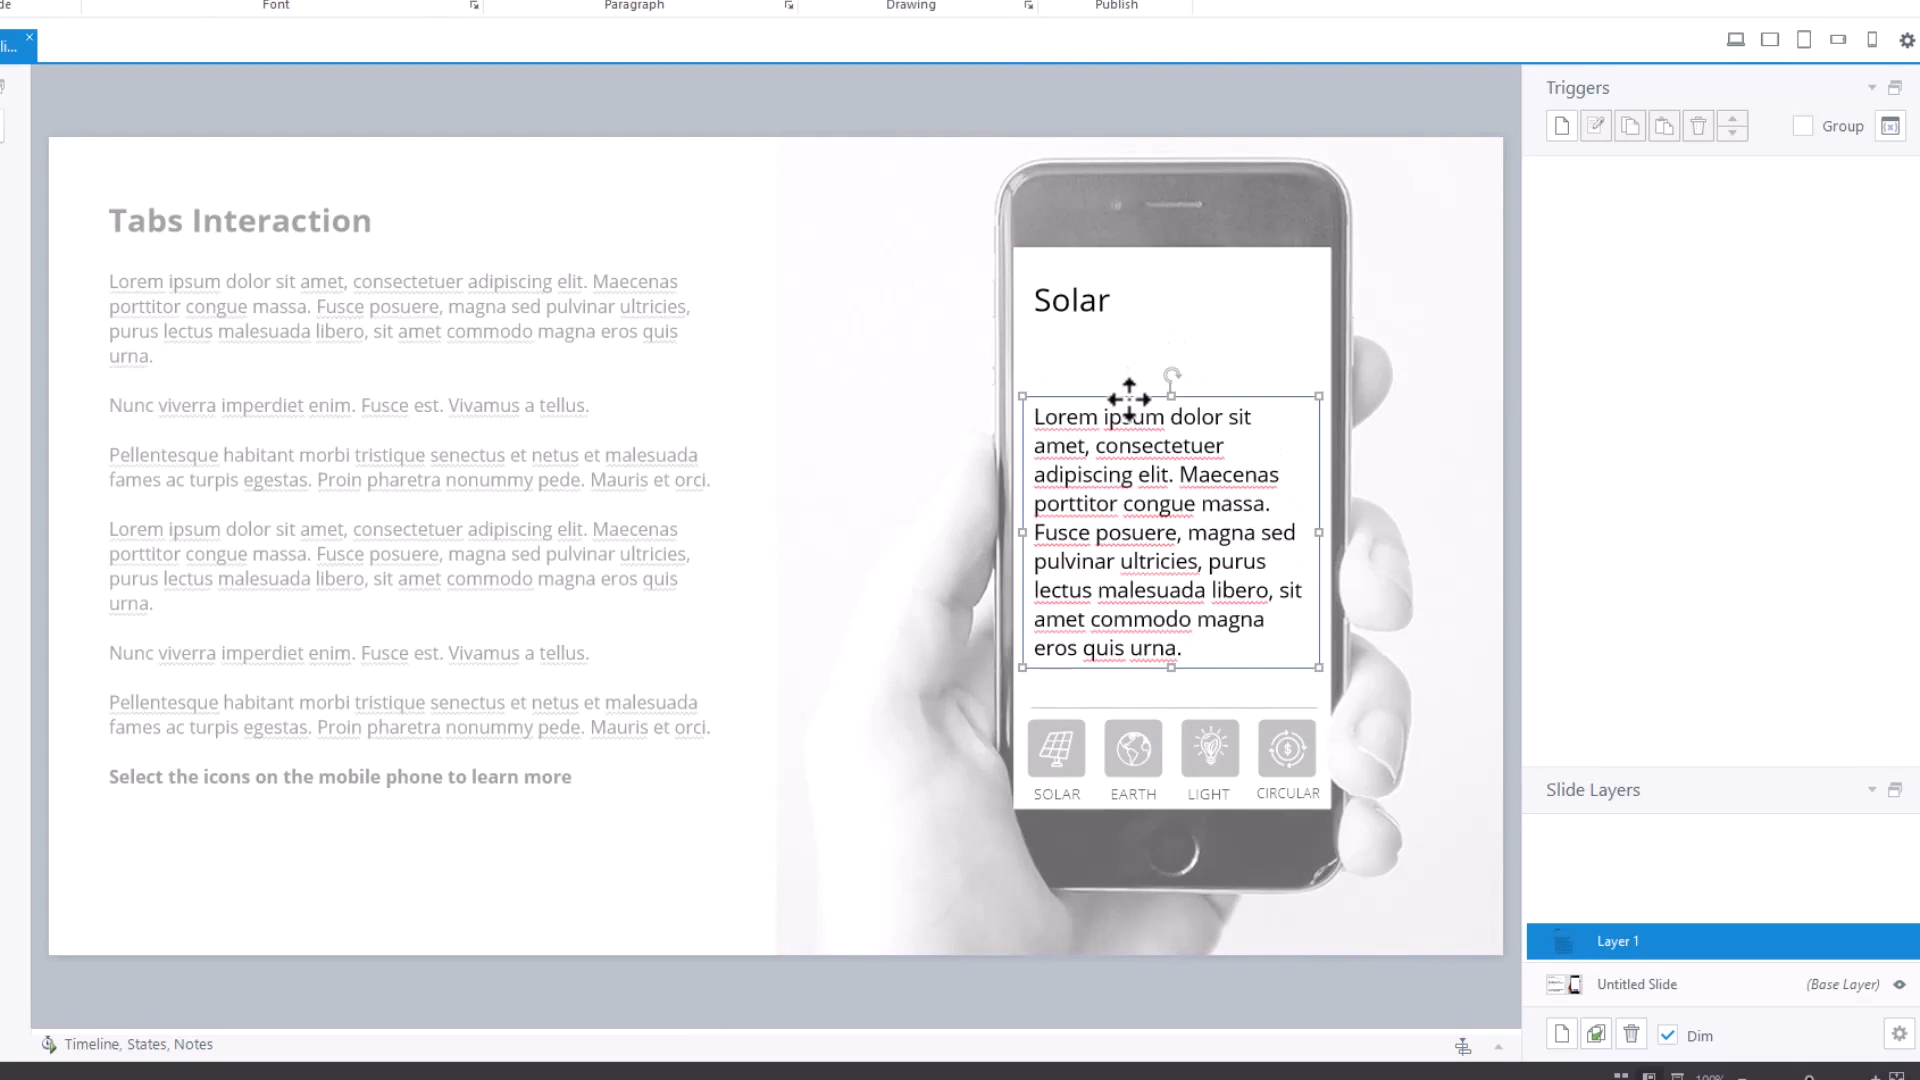 Font
Paragraph
Drawing
Publish
li...
Triggers
Group
Tabs Interaction
Lorem ipsum dolor sit amet, consectetuer adipiscing elit. Maecenas
porttitor congue massa. Fusce posuere, magna sed pulvinar ultricies,
purus lectus malesuada libero, sit amet commodo magna eros quis
urna.
Nunc viverra imperdiet enim. Fusce est. Vivamus a tellus.
Pellentesque habitant morbi tristique senectus et netus et malesuada
fames ac turpis egestas. Proin pharetra nonummy pede. Mauris et orci.
Lorem ipsum dolor sit amet, consectetuer adipiscing elit. Maecenas
porttitor congue massa. Fusce posuere, magna sed pulvinar ultricies,
purus lectus malesuada libero, sit amet commodo magna eros quis
urna.
Nunc viverra imperdiet enim. Fusce est. Vivamus a tellus.
Pellentesque habitant morbi tristique senectus et netus et malesuada
fames ac turpis egestas. Proin pharetra nonummy pede. Mauris et orci.
Select the icons on the mobile phone to learn more
Solar
Lorem ipsum dolor sit
amet, consectetuer
adipiscing elit. Maecenas
porttitor congue massa.
Fusce posuere, magna sed
pulvinar ultricies, purus
lectus malesuada libero, sit
amet commodo magna
eros quis urna.
SOLAR EARTH LIGHT CIRCULAR
Slide Layers
Layer 1
Untitled Slide (Base Layer)
Dim
Timeline, States, Notes
100%